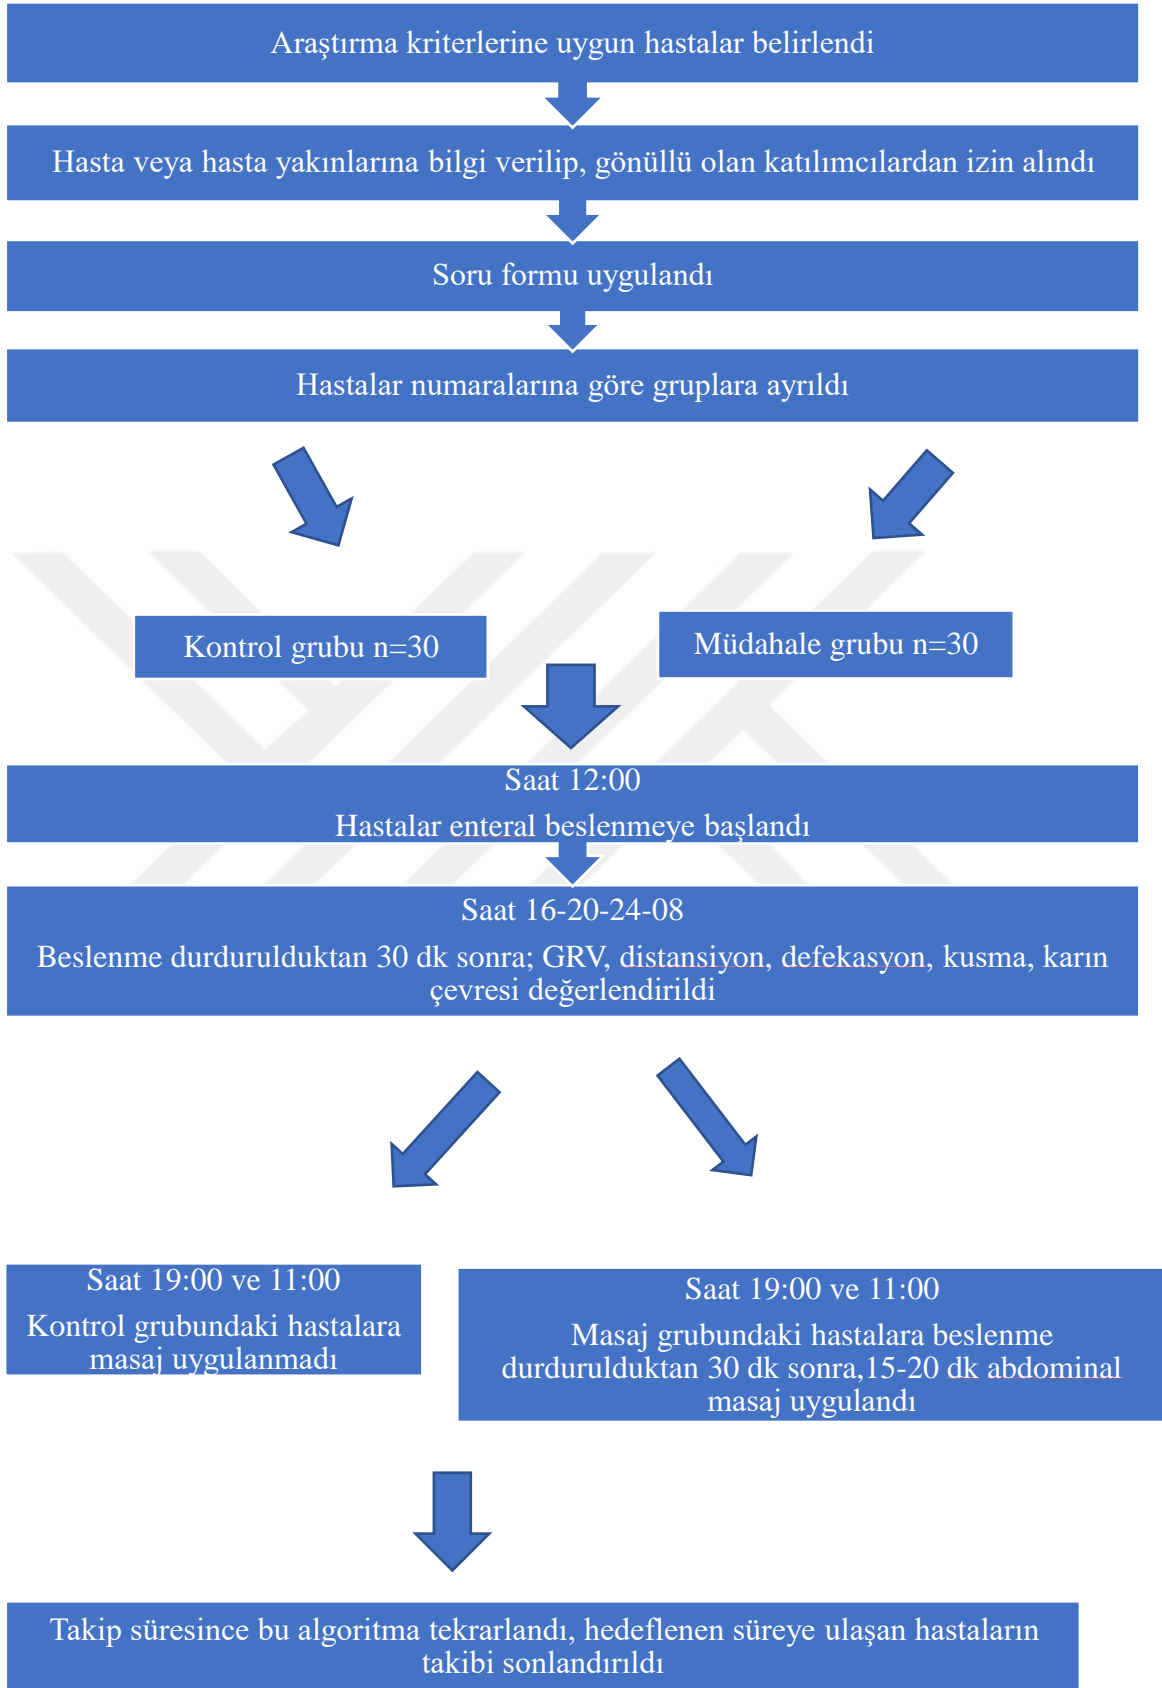 Araştırma kriterlerine uygun hastalar belirlendi
Hasta veya hasta yakınlarına bilgi verilip, gönüllü olan katılımcılardan izin alındı
Soru formu uygulandı
Hastalar numaralarına göre gruplara ayrıldı
Kontrol grubu n=30
Müdahale grubu n=30
Saat 12:00
Hastalar enteral beslenmeye başlandı
Saat 16-20-24-08
Beslenme durdurulduktan 30 dk sonra; GRV, distansiyon, defekasyon, kusma, karın
çevresi değerlendirildi
Saat 19:00 ve 11:00
Kontrol grubundaki hastalara
masaj uygulanmadı
Saat 19:00 ve 11:00
Masaj grubundaki hastalara beslenme
durdurulduktan 30 dk sonra,15-20 dk abdominal
masaj uygulandı
Takip süresince bu algoritma tekrarlandı, hedeflenen süreye ulaşan hastaların
takibi sonlandırıldı